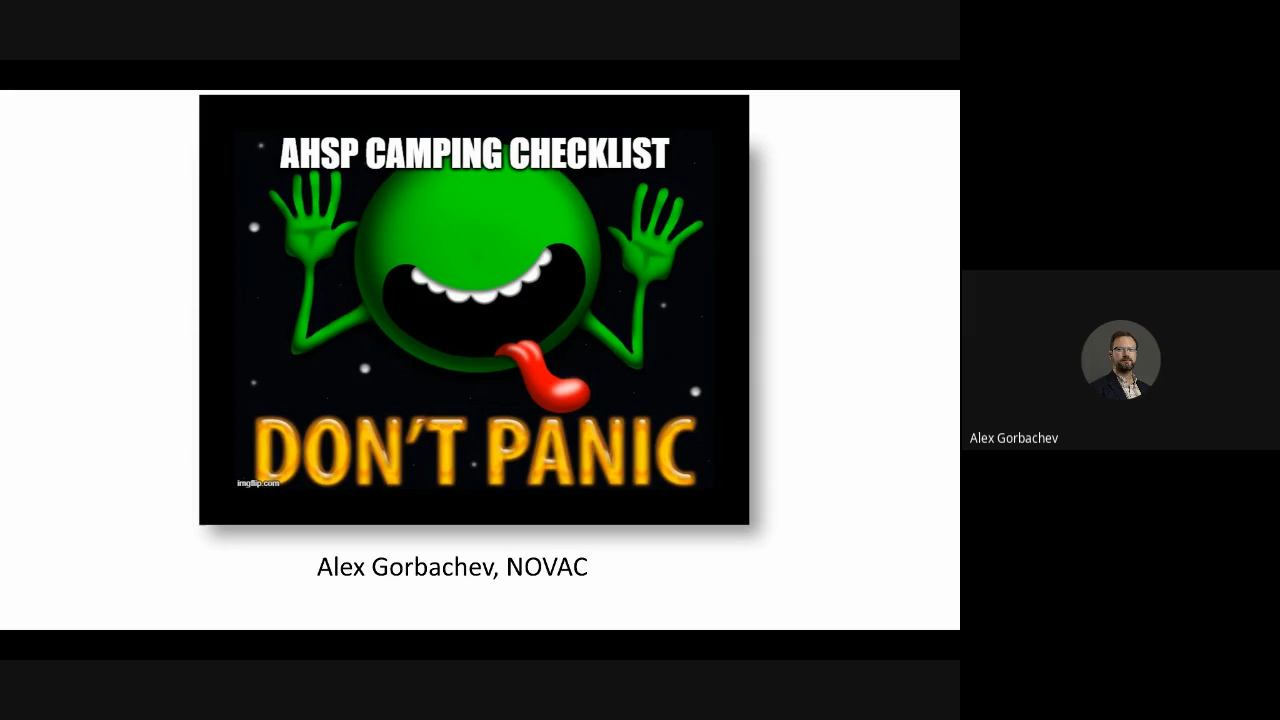 AHSP CAMPING CHECKLIST
DON'T PANIC
imgflip.com
Alex Gorbachev, NOVAC
Alex Gorbachev